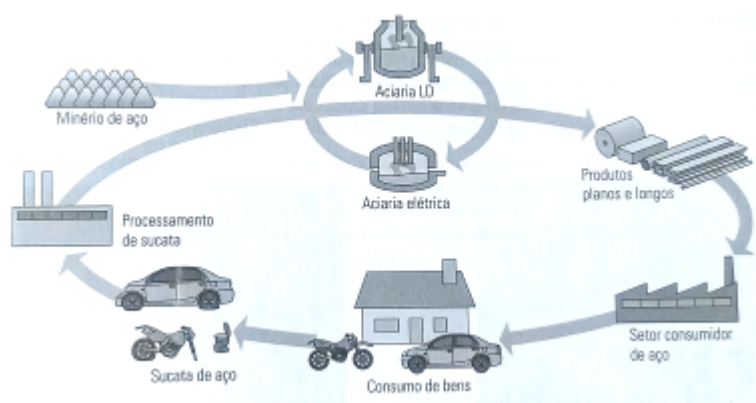 Aciaria LD
Minério de aço
Produtos
planos e longos
Aciaria elétrica
Processamento
de sucata
Setor consumidor
de aço
Sucata de aço
Consumo de bens